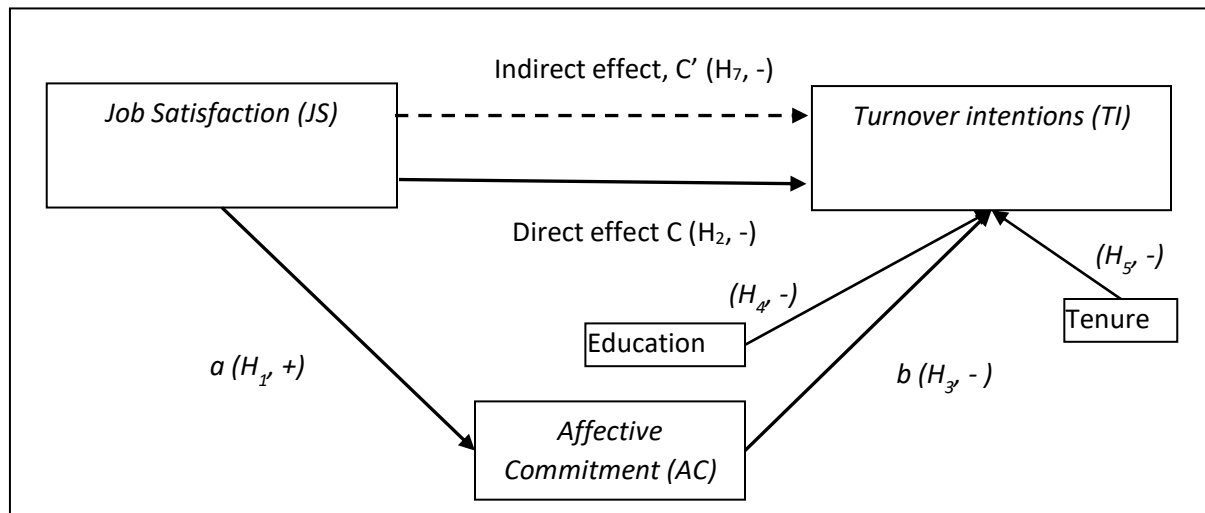 Indirect effect, C’ (H₇, -)
Job Satisfaction (JS)
Turnover intentions (TI)
Direct effect C (H₂, -)
(H₅, -)
(H₄, -)
Tenure
Education
a (H₁, +)
b (H₃, - )
Affective
Commitment (AC)